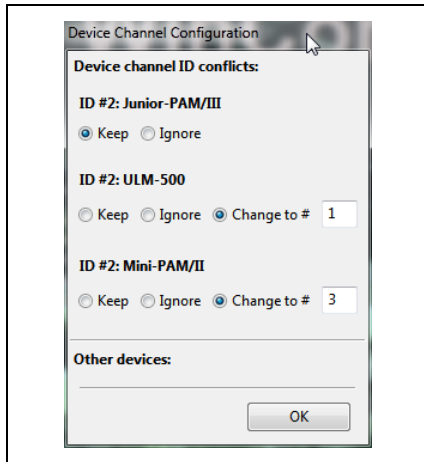 Device Channel Configuration
Device channel ID conflicts:
ID #2: Junior-PAM/III
Keep Ignore
ID #2: ULM-500
Keep Ignore Change to # 1
ID #2: Mini-PAM/II
Keep Ignore Change to # 3
Other devices:
OK